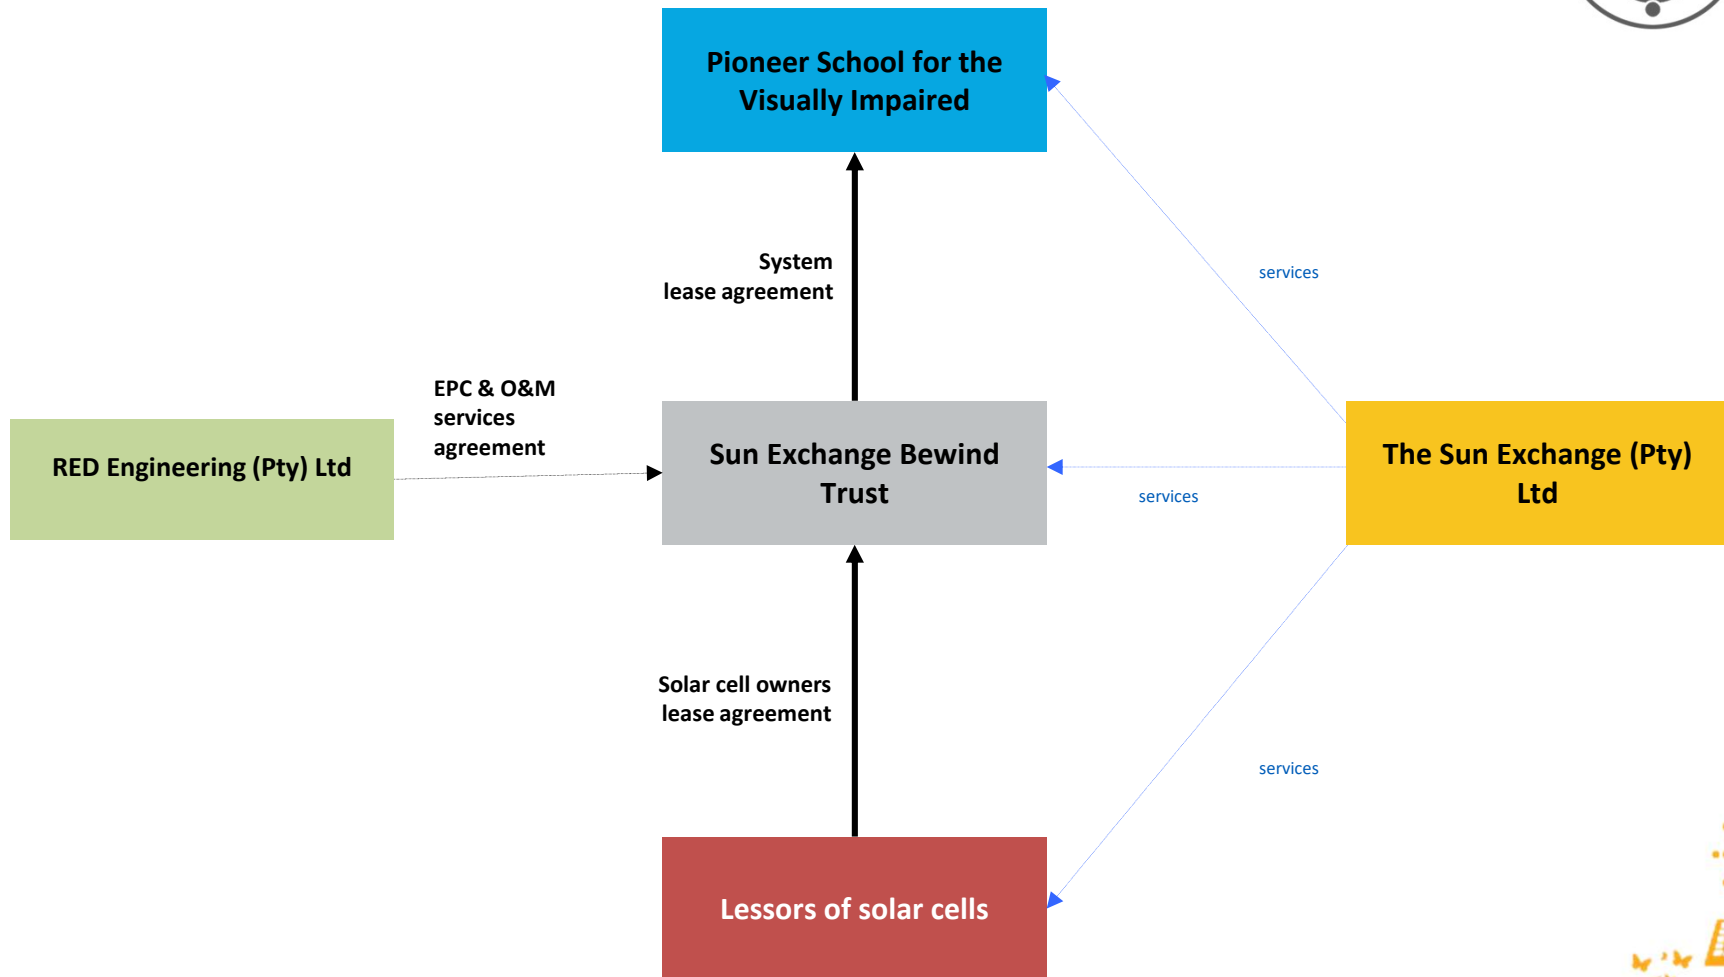 Pioneer School for the
Visually Impaired
System
lease agreement
services
EPC & O&M
services
agreement
RED Engineering (Pty) Ltd
Sun Exchange Bewind
Trust
services
The Sun Exchange (Pty)
Ltd
Solar cell owners
lease agreement
services
Lessors of solar cells